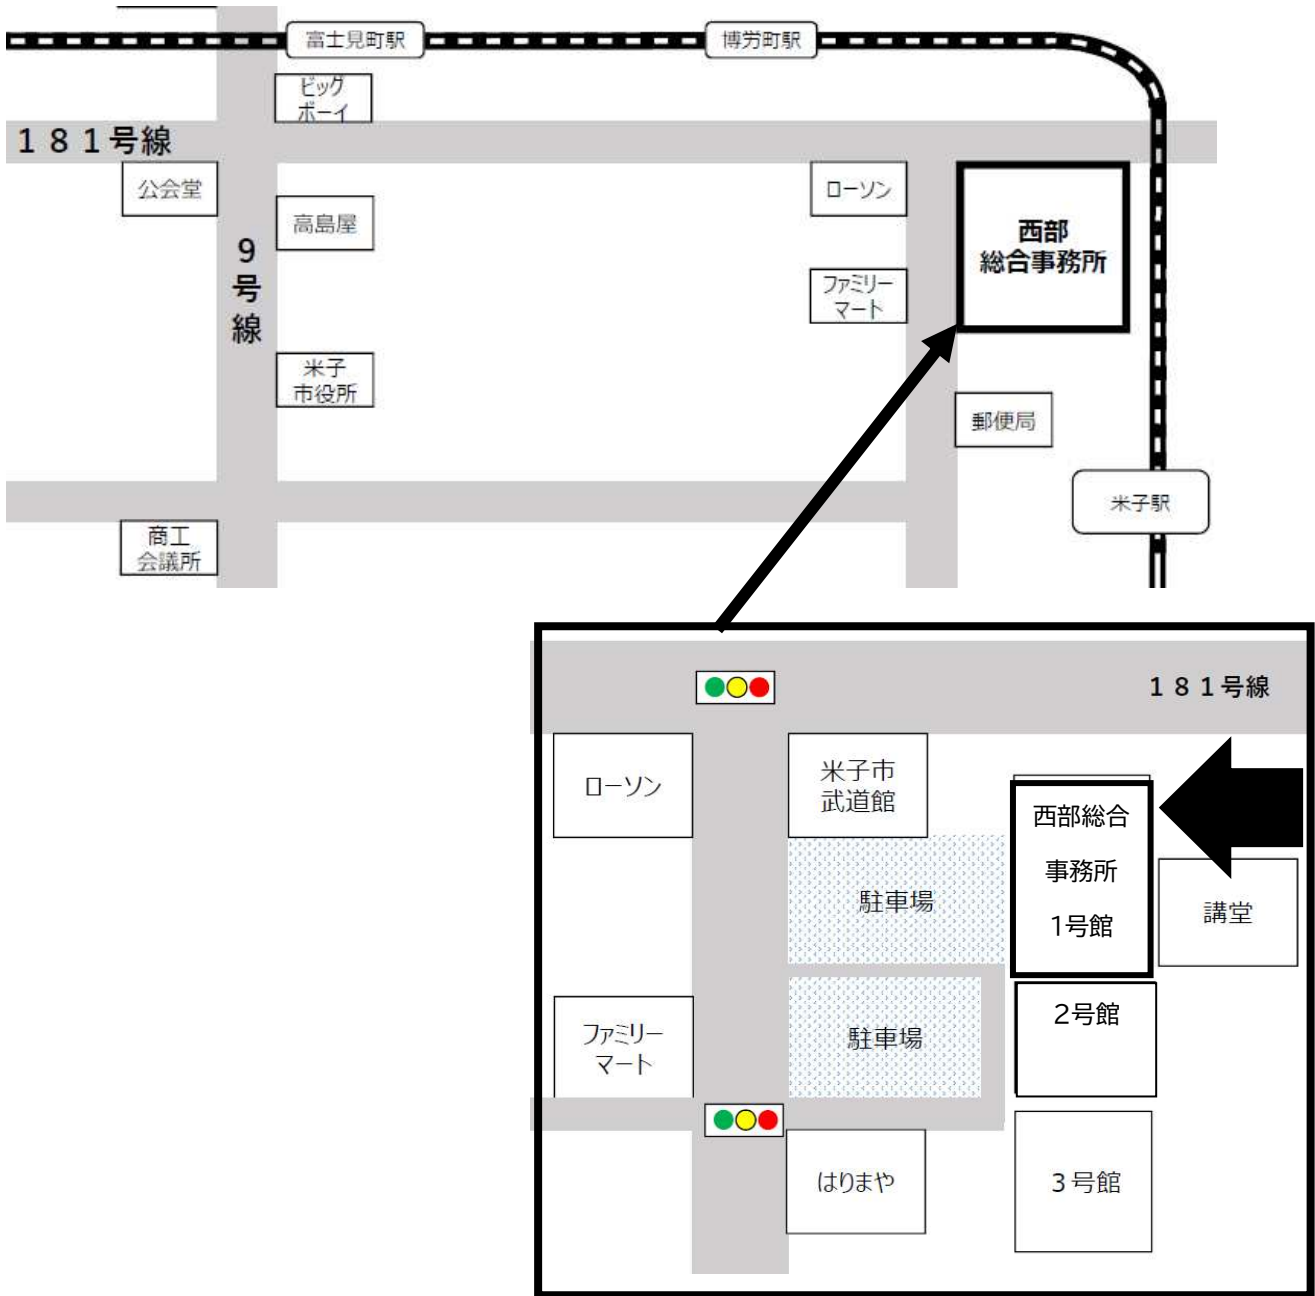 富士見町駅
博労町駅
ビッグ
ボーイ
１８１号線
公会堂
高島屋
ローソン
西部
総合事務所
9
号
線
ファミリー
マート
米子
市役所
郵便局
米子駅
商工
会議所
１８１号線
ローソン
米子市
武道館
西部総合
事務所
1号館
駐車場
講堂
2号館
ファミリー
マート
駐車場
はりまや
３号館